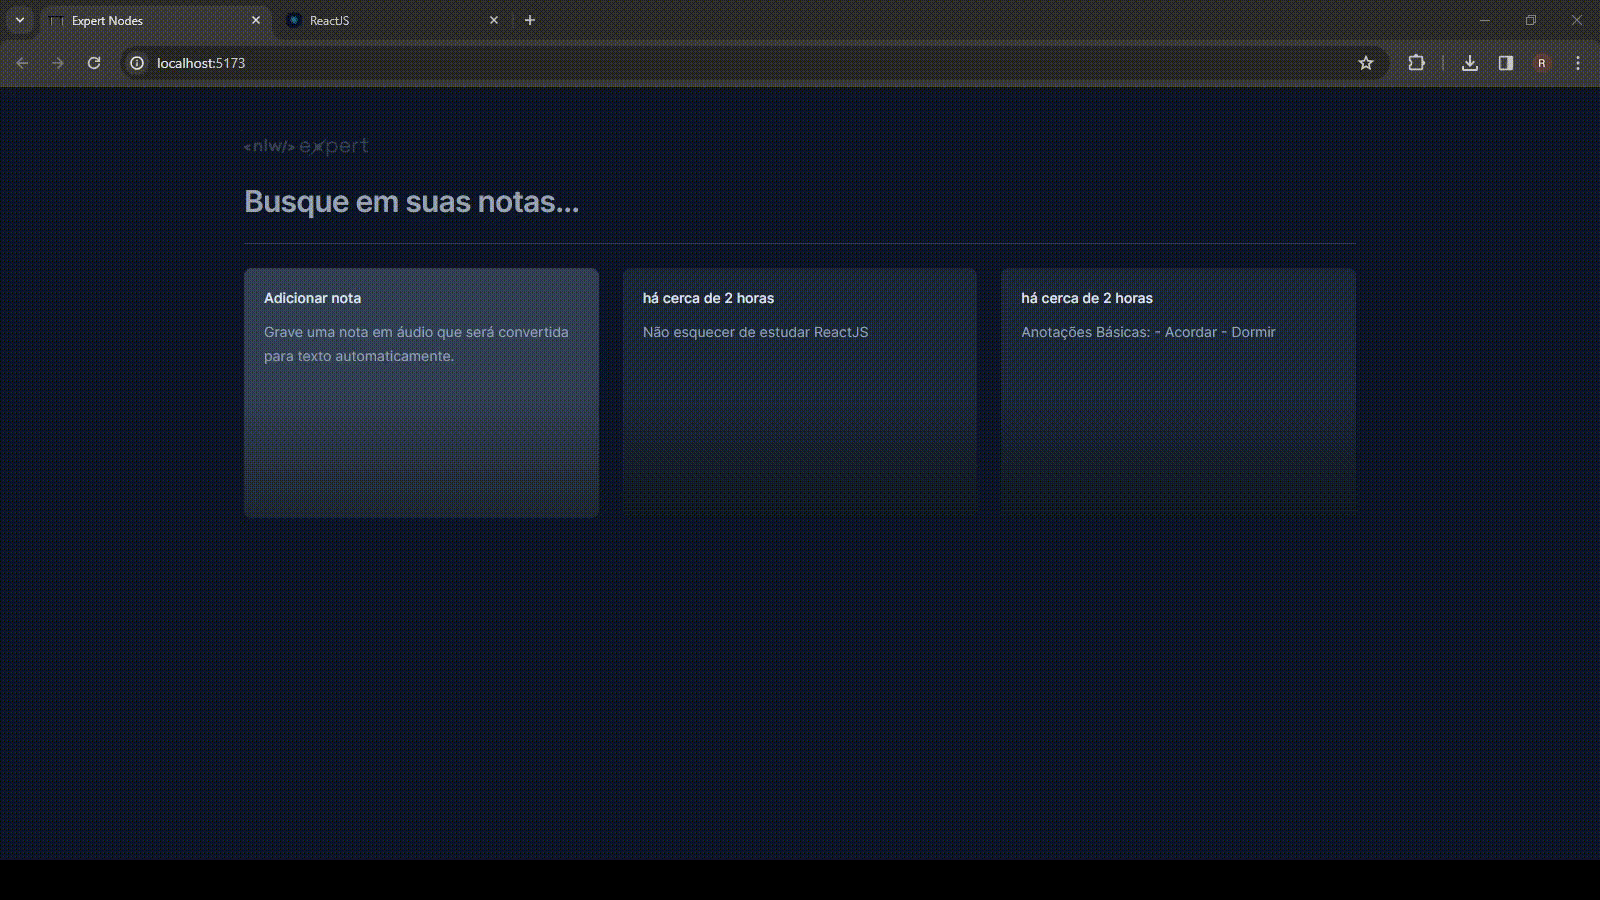 Expert Nodes
ReactJS
localhost:5173
R
<nlw/> expert
Busque em suas notas...
Adicionar nota
Grave uma nota em áudio que será convertida
para texto automaticamente.
há cerca de 2 horas
Não esquecer de estudar ReactJS
há cerca de 2 horas
Anotações Básicas: - Acordar - Dormir